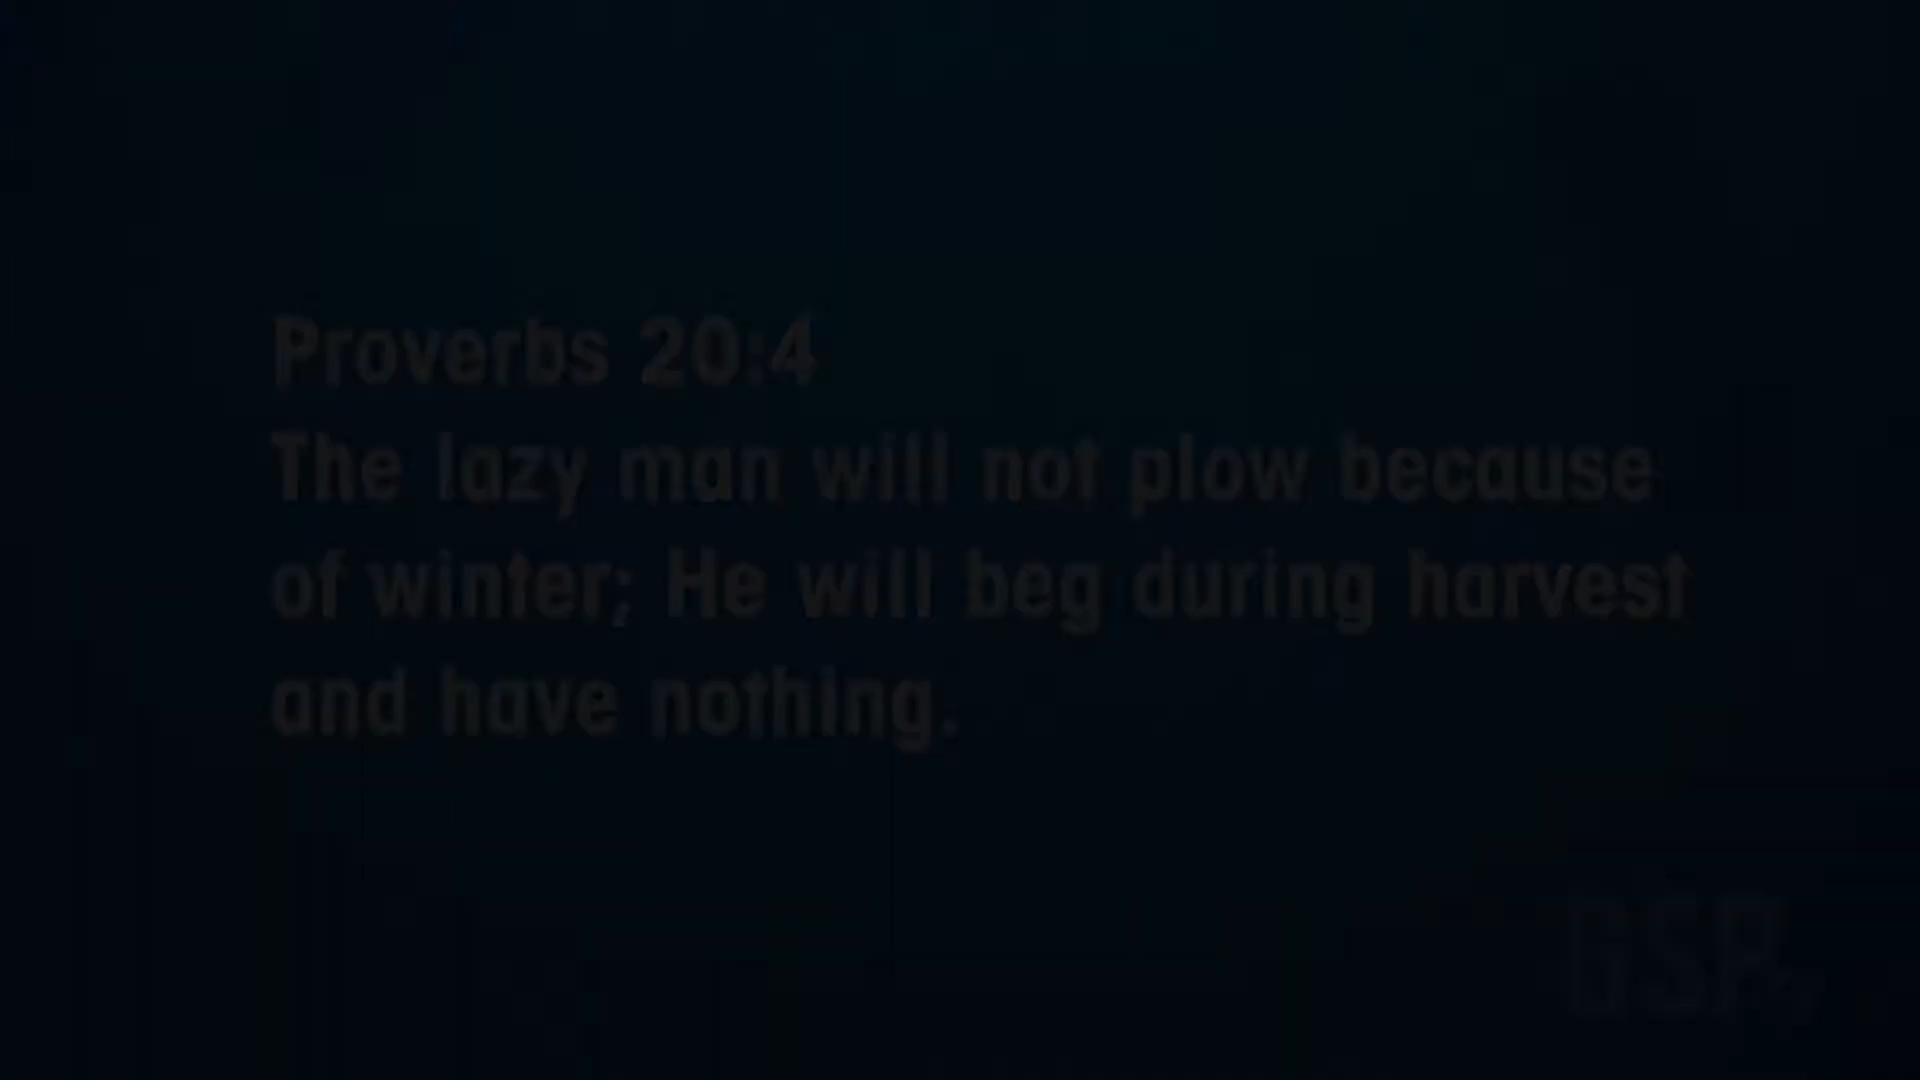 Proverbs 20:4
The lazy man will not plow because
of winter; He will beg during harvest
and have nothing.